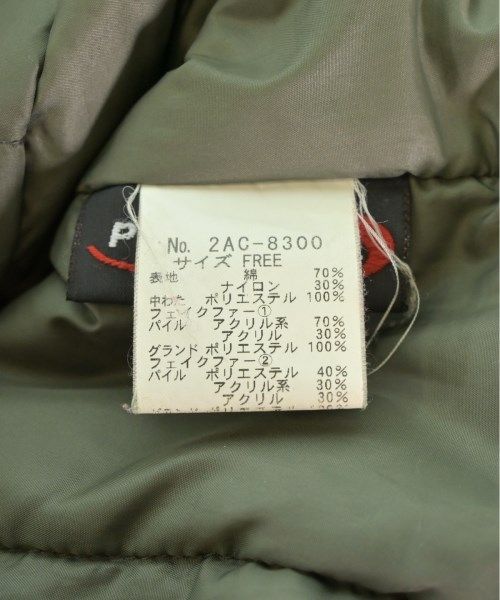 No. 2AC-8300
サイズ FREE
表地 綿 70%
ナイロン 30%
中わた ポリエステル 100%
フェイクファー①
パイル アクリル系 70%
アクリル 30%
グランド ポリエステル 100%
フェイクファー②
パイル ポリエステル 40%
アクリル系 30%
アクリル 30%
P